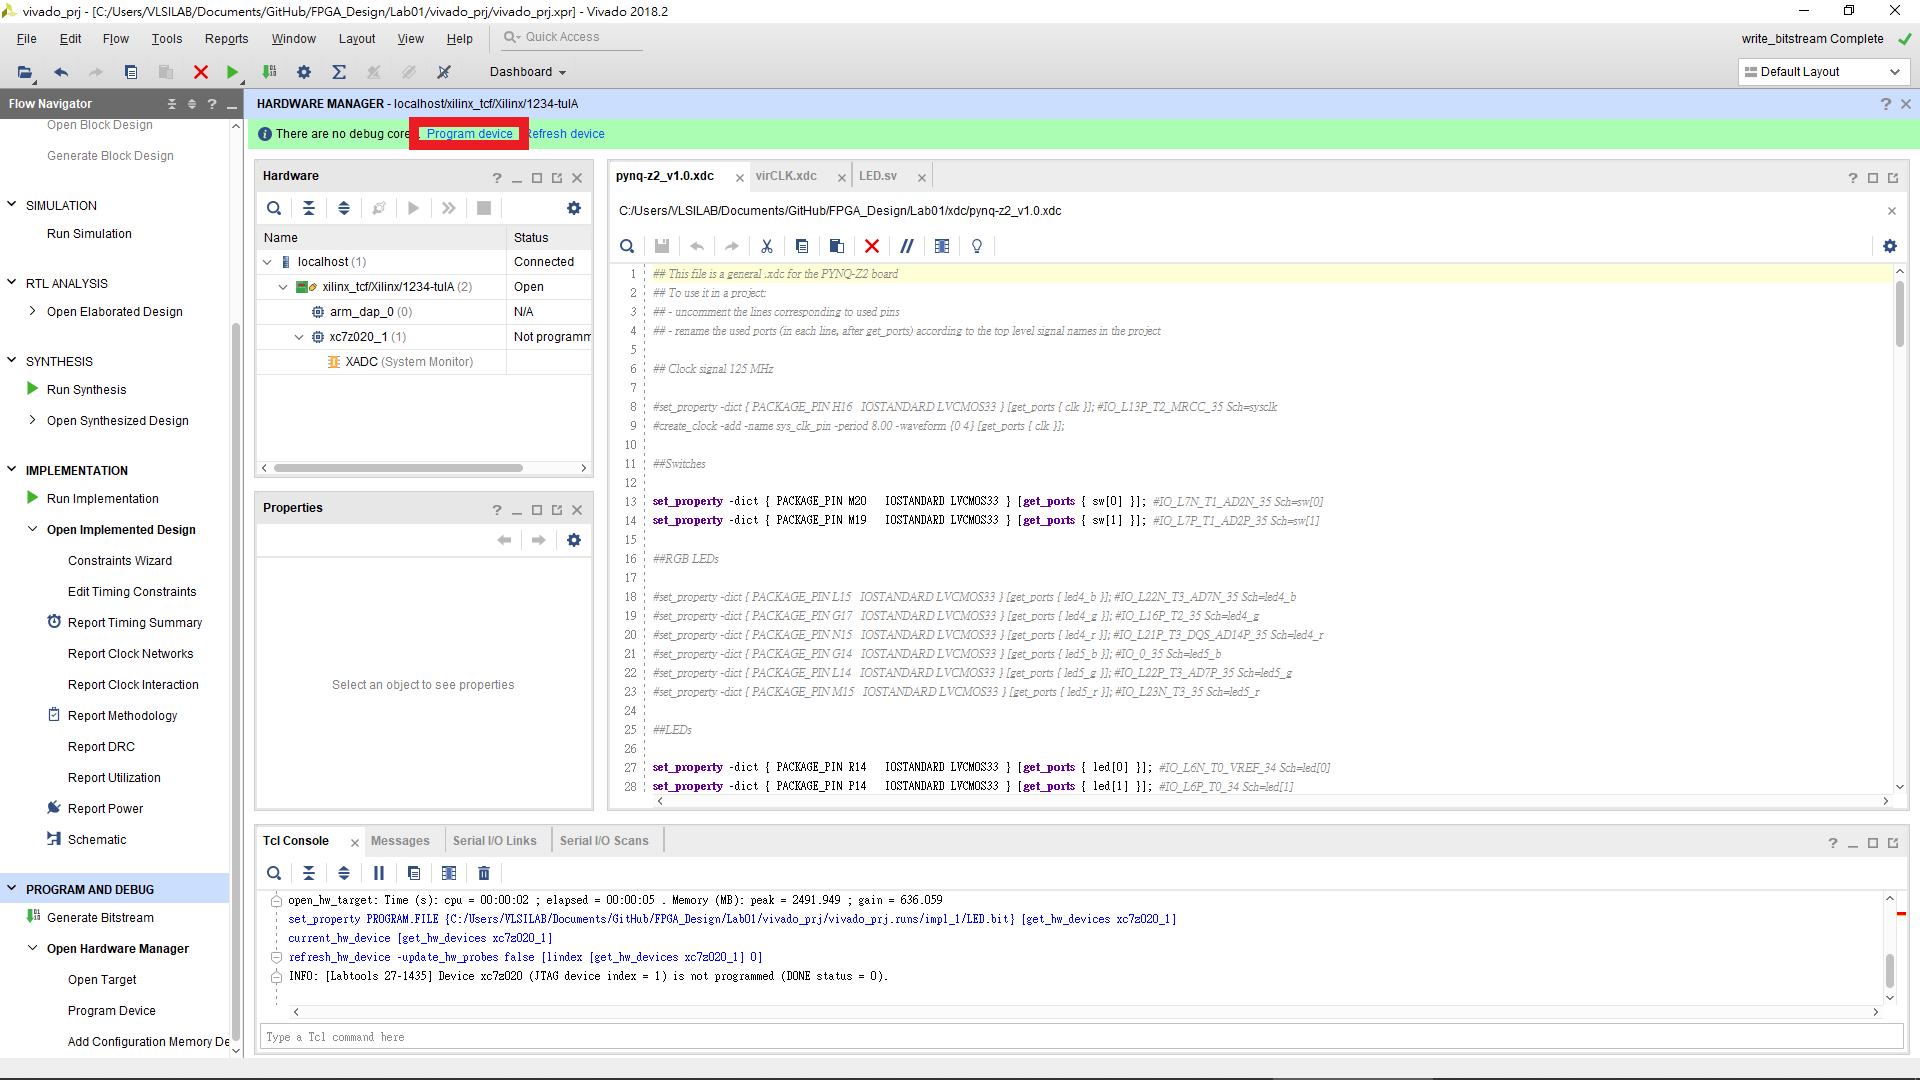 vivado_prj - [C:/Users/VLSILAB/Documents/GitHub/FPGA_Design/Lab01/vivado_prj/vivado_prj.xpr] - Vivado 2018.2
File Edit Flow Tools Reports Window Layout View Help Quick Access
write_bitstream Complete
Dashboard
Default Layout
Flow Navigator
Open Block Design
Generate Block Design
SIMULATION
Run Simulation
RTL ANALYSIS
Open Elaborated Design
SYNTHESIS
Run Synthesis
Open Synthesized Design
IMPLEMENTATION
Run Implementation
Open Implemented Design
Constraints Wizard
Edit Timing Constraints
Report Timing Summary
Report Clock Networks
Report Clock Interaction
Report Methodology
Report DRC
Report Utilization
Report Power
Schematic
PROGRAM AND DEBUG
Generate Bitstream
Open Hardware Manager
Open Target
Program Device
Add Configuration Memory De
HARDWARE MANAGER - localhost/xilinx_tcf/Xilinx/1234-tulA
There are no debug core Program device Refresh device
Hardware
Name Status
localhost (1) Connected
xilinx_tcf/Xilinx/1234-tulA (2) Open
arm_dap_0 (0) N/A
xc7z020_1 (1) Not programm
XADC (System Monitor)
Properties
Select an object to see properties
pynq-z2_v1.0.xdc virCLK.xdc LED.sv
C:/Users/VLSILAB/Documents/GitHub/FPGA_Design/Lab01/xdc/pynq-z2_v1.0.xdc
1 ## This file is a general .xdc for the PYNQ-Z2 board
2 ## To use it in a project:
3 ## - uncomment the lines corresponding to used pins
4 ## - rename the used ports (in each line, after get_ports) according to the top level signal names in the project
5
6 ## Clock signal 125 MHz
7
8 #set_property -dict { PACKAGE_PIN H16 IOSTANDARD LVCMOS33 } [get_ports { clk }]; #IO_L13P_T2_MRCC_35 Sch=sysclk
9 #create_clock -add -name sys_clk_pin -period 8.00 -waveform {0 4} [get_ports { clk }];
10
11 ##Switches
12
13 set_property -dict { PACKAGE_PIN M20 IOSTANDARD LVCMOS33 } [get_ports { sw[0] }]; #IO_L7N_T1_AD2N_35 Sch=sw[0]
14 set_property -dict { PACKAGE_PIN M19 IOSTANDARD LVCMOS33 } [get_ports { sw[1] }]; #IO_L7P_T1_AD2P_35 Sch=sw[1]
15
16 ##RGB LEDs
17
18 #set_property -dict { PACKAGE_PIN L15 IOSTANDARD LVCMOS33 } [get_ports { led4_b }]; #IO_L22N_T3_AD7N_35 Sch=led4_b
19 #set_property -dict { PACKAGE_PIN G17 IOSTANDARD LVCMOS33 } [get_ports { led4_g }]; #IO_L16P_T2_35 Sch=led4_g
20 #set_property -dict { PACKAGE_PIN N15 IOSTANDARD LVCMOS33 } [get_ports { led4_r }]; #IO_L21P_T3_DQS_AD14P_35 Sch=led4_r
21 #set_property -dict { PACKAGE_PIN G14 IOSTANDARD LVCMOS33 } [get_ports { led5_b }]; #IO_0_35 Sch=led5_b
22 #set_property -dict { PACKAGE_PIN L14 IOSTANDARD LVCMOS33 } [get_ports { led5_g }]; #IO_L22P_T3_AD7P_35 Sch=led5_g
23 #set_property -dict { PACKAGE_PIN M15 IOSTANDARD LVCMOS33 } [get_ports { led5_r }]; #IO_L23N_T3_35 Sch=led5_r
24
25 ##LEDs
26
27 set_property -dict { PACKAGE_PIN R14 IOSTANDARD LVCMOS33 } [get_ports { led[0] }]; #IO_L6N_T0_VREF_34 Sch=led[0]
28 set_property -dict { PACKAGE_PIN P14 IOSTANDARD LVCMOS33 } [get_ports { led[1] }]; #IO_L6P_T0_34 Sch=led[1]
Tcl Console Messages Serial I/O Links Serial I/O Scans
open_hw_target: Time (s): cpu = 00:00:02 ; elapsed = 00:00:05 . Memory (MB): peak = 2491.949 ; gain = 636.059
set_property PROGRAM.FILE {C:/Users/VLSILAB/Documents/GitHub/FPGA_Design/Lab01/vivado_prj/vivado_prj.runs/impl_1/LED.bit} [get_hw_devices xc7z020_1]
current_hw_device [get_hw_devices xc7z020_1]
refresh_hw_device -update_hw_probes false [lindex [get_hw_devices xc7z020_1] 0]
INFO: [Labtools 27-1435] Device xc7z020 (JTAG device index = 1) is not programmed (DONE status = 0).
Type a Tcl command here